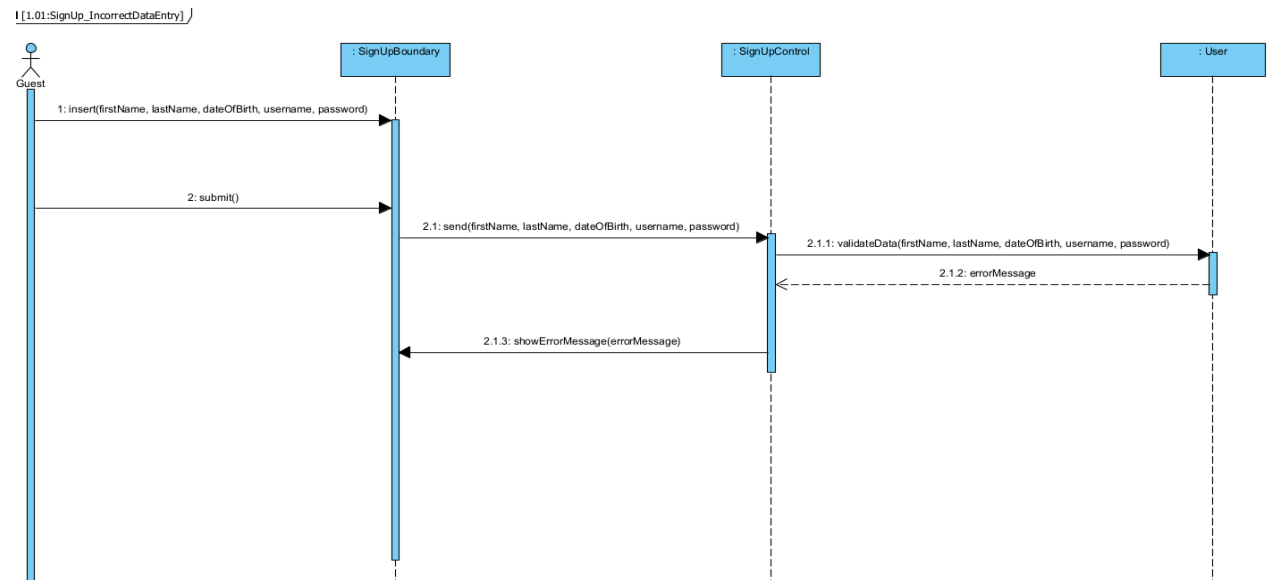 I [1.01:SignUp_IncorrectDataEntry]
: SignUpBoundary
: SignUpControl
: User
Guest
1: insert(firstName, lastName, dateOfBirth, username, password)
2: submit()
2.1: send(firstName, lastName, dateOfBirth, username, password)
2.1.1: validateData(firstName, lastName, dateOfBirth, username, password)
2.1.2: errorMessage
2.1.3: showErrorMessage(errorMessage)